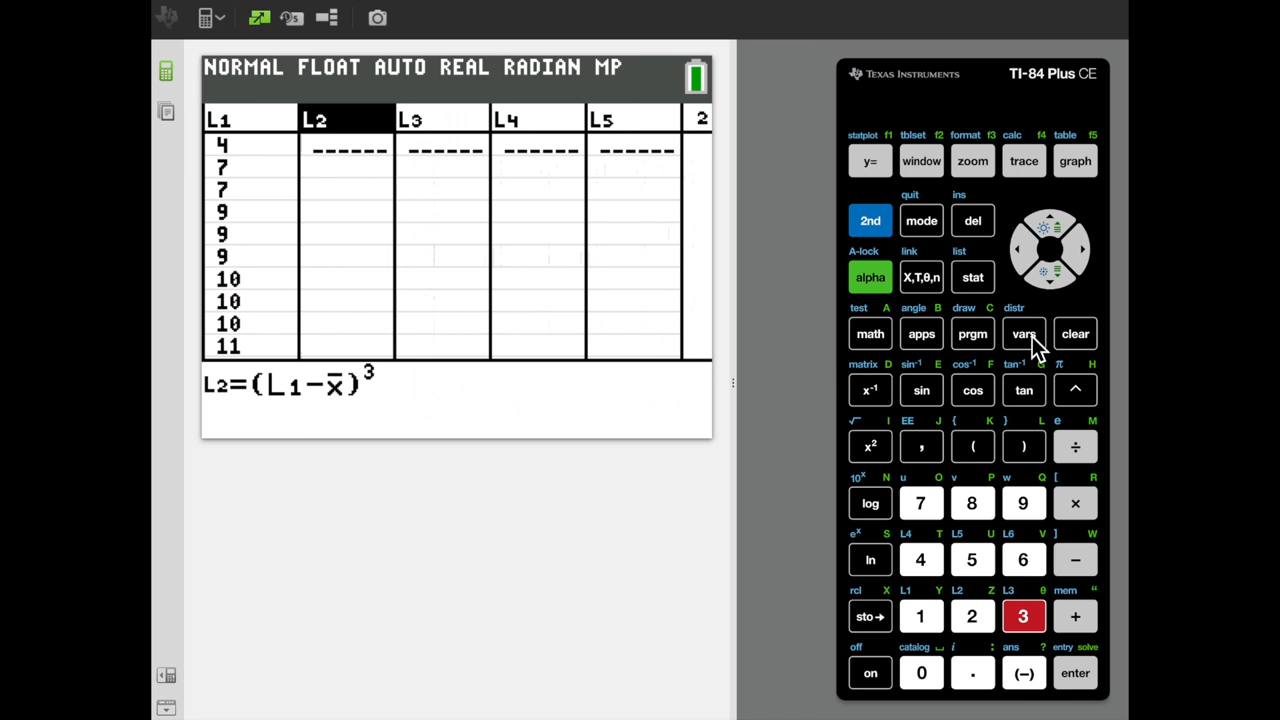 NORMAL FLOAT AUTO REAL RADIAN MP
L1 L2 L3 L4 L5 2
4 ------ ------ ------ ------
7
7
9
9
9
10
10
10
11
L2=(L1-x̄)³
TEXAS INSTRUMENTS TI-84 Plus CE
statplot f1 tblset f2 format f3 calc f4 table f5
y= window zoom trace graph
quit ins
2nd mode del
A-lock link list
alpha X,T,θ,n stat
test A angle B draw C distr
math apps prgm vars clear
matrix D sin⁻¹ E cos⁻¹ F tan⁻¹ G π H
x⁻¹ sin cos tan ^
√ I EE J { K } L e M
x² , ( ) ÷
10ˣ N u O v P w Q [ R
log 7 8 9 ×
eˣ S L4 T L5 U L6 V ] W
ln 4 5 6 −
rcl X L1 Y L2 Z L3 θ mem “
sto→ 1 2 3 +
off catalog ⎵ i : ans ? entry solve
on 0 . (−) enter